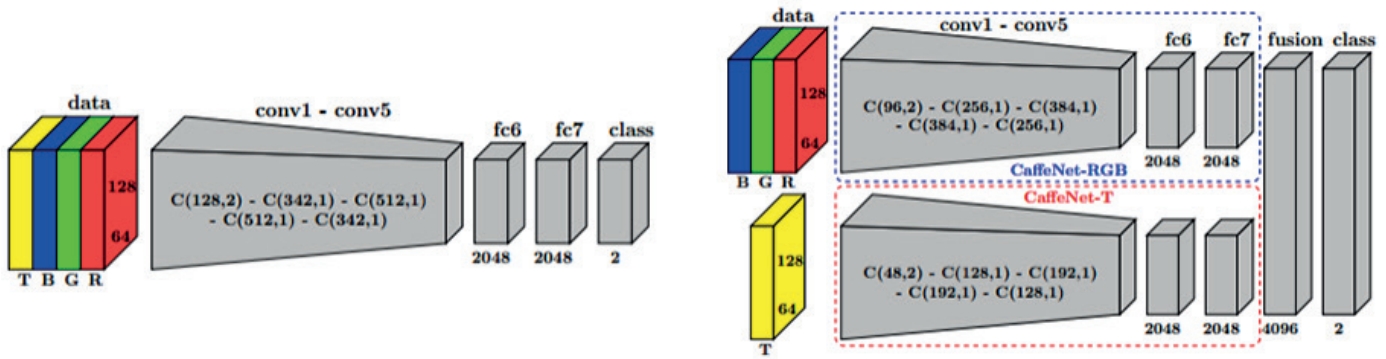 data
conv1 - conv5
fc6 fc7 class
C(128,2) - C(342,1) - C(512,1)
- C(512,1) - C(342,1)
128
64
2048 2048 2
T B G R
data
conv1 - conv5
fc6 fc7 fusion class
C(96,2) - C(256,1) - C(384,1)
- C(384,1) - C(256,1)
128
64
2048 2048
B G R
CaffeNet-RGB
CaffeNet-T
C(48,2) - C(128,1) - C(192,1)
- C(192,1) - C(128,1)
128
64
2048 2048 4096 2
T